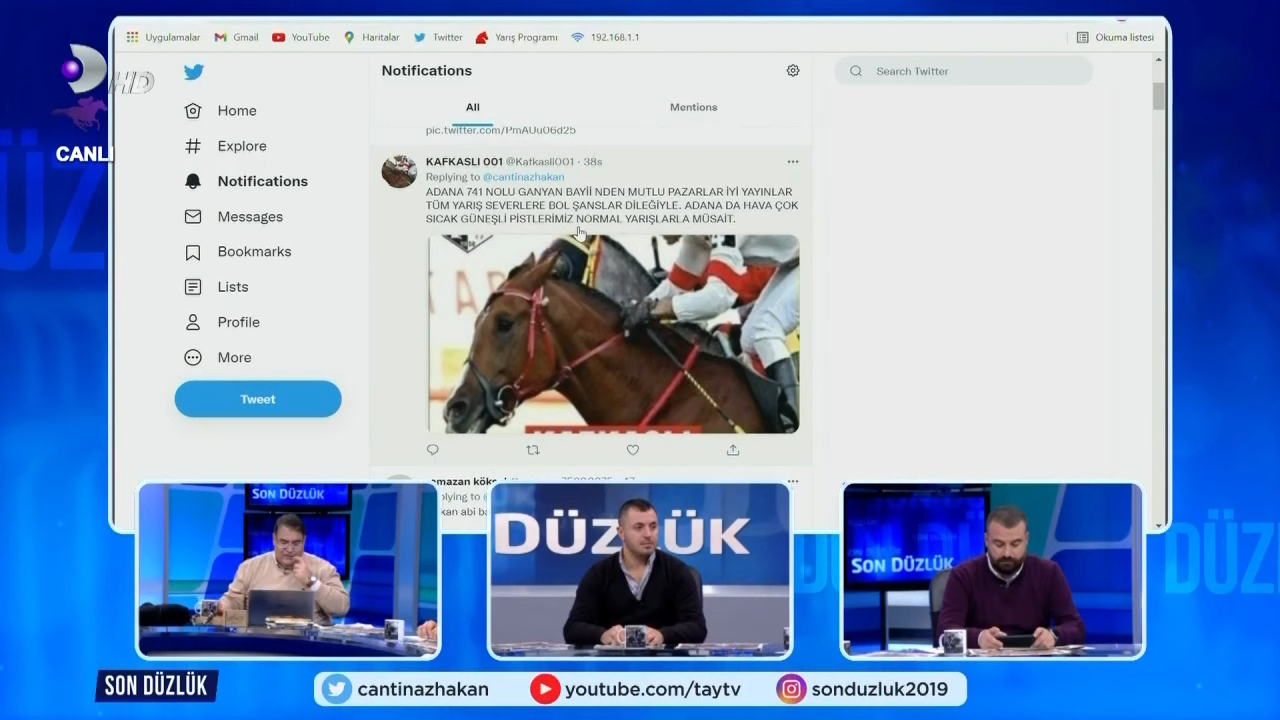 Uygulamalar Gmail YouTube Haritalar Twitter Yarış Programı 192.168.1.1 Okuma listesi
HD
CANLI
Home
Explore
Notifications
Messages
Bookmarks
Lists
Profile
More
Tweet
Notifications
All Mentions
pic.twitter.com/PmAUu06d25
KAFKASLI 001 @Kafkasli001 · 38s
Replying to @cantinazhakan
ADANA 741 NOLU GANYAN BAYİİ NDEN MUTLU PAZARLAR İYİ YAYINLAR
TÜM YARIŞ SEVERLERE BOL ŞANSLAR DİLEĞİYLE. ADANA DA HAVA ÇOK
SICAK GÜNEŞLİ PİSTLERİMİZ NORMAL YARIŞLARLA MÜSAİT.
Search Twitter
SON DÜZLÜK
DÜZLÜK
SON DÜZLÜK
SON DÜZLÜK
cantinazhakan youtube.com/taytv sonduzluk2019